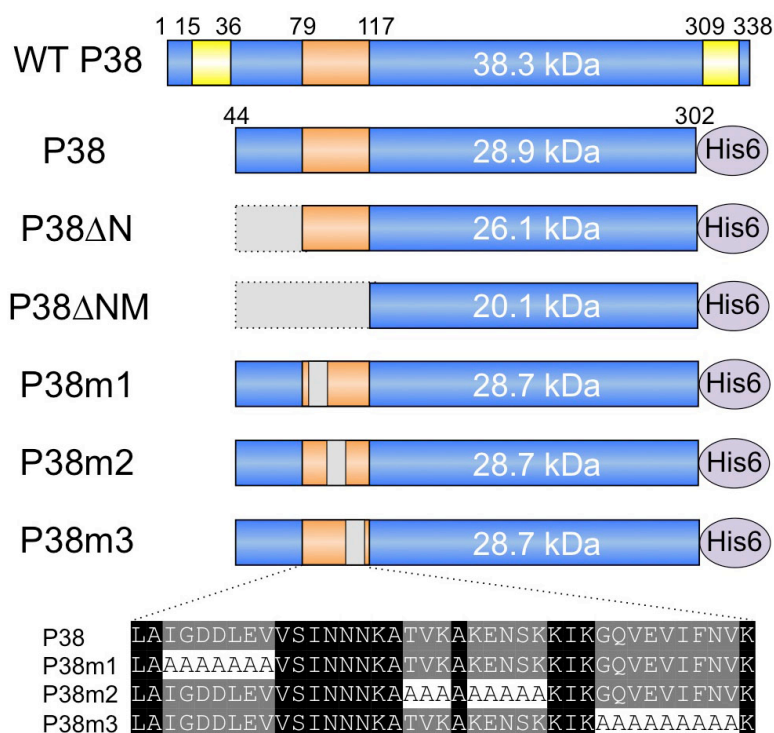 1 15 36 79 117 309 338
WT P38 38.3 kDa
44 302
P38 28.9 kDa His6
P38ΔN 26.1 kDa His6
P38ΔNM 20.1 kDa His6
P38m1 28.7 kDa His6
P38m2 28.7 kDa His6
P38m3 28.7 kDa His6
P38 LAIGDDLEVVSINNNKATVKAKENSKKIKGQVEVIFNVK
P38m1 LAAAAAAAAVSINNNKATVKAKENSKKIKGQVEVIFNVK
P38m2 LAIGDDLEVVSINNNKAAAAAAAAAAKIKGQVEVIFNVK
P38m3 LAIGDDLEVVSINNNKATVKAKENSKKIKAAAAAAAAAK